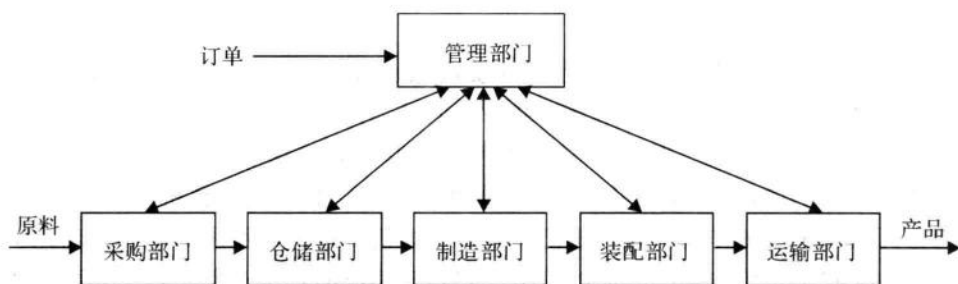 订单
管理部门
原料
采购部门
仓储部门
制造部门
装配部门
运输部门
产品